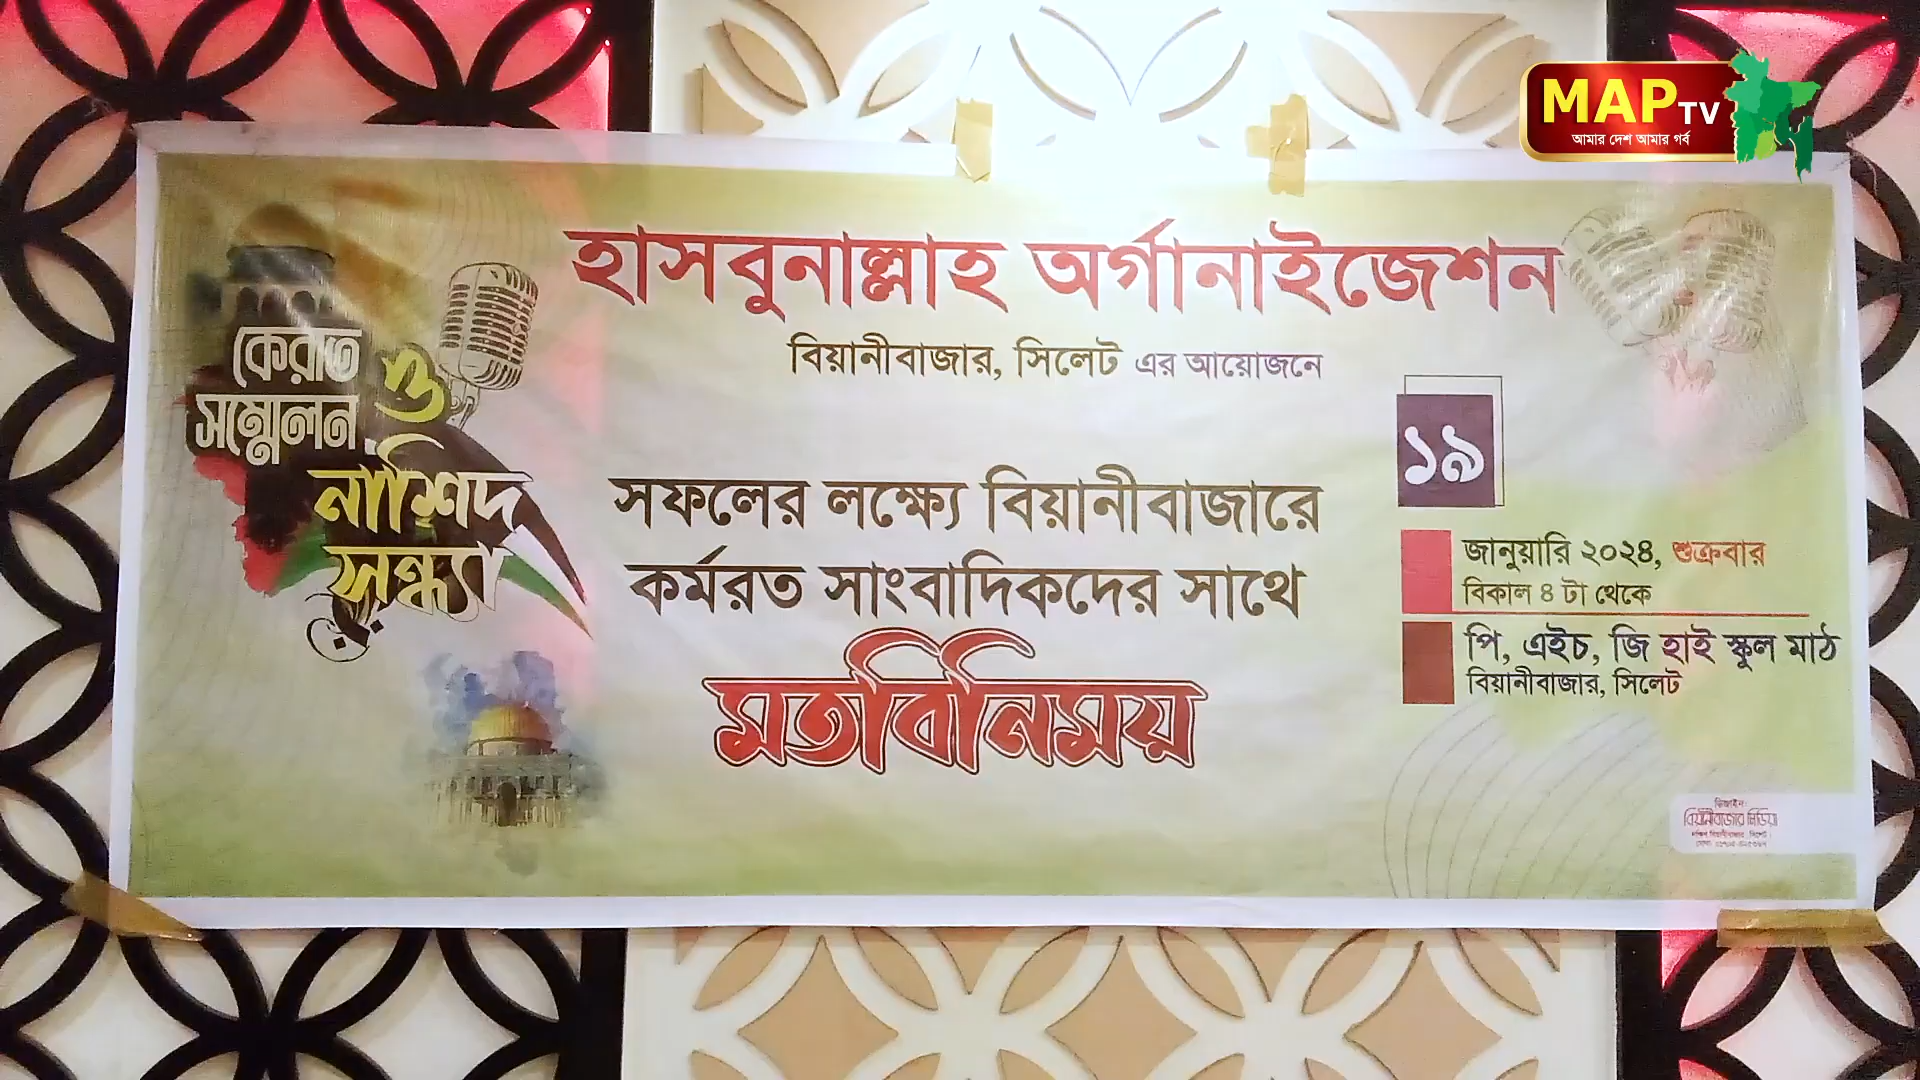 MAP TV
আমার দেশ আমার গর্ব
হাসবুনাল্লাহ অর্গানাইজেশন
বিয়ানীবাজার, সিলেট এর আয়োজনে
কেরাত
সম্মেলন ও
নাশিদ
সন্ধ্যা
সফলের লক্ষ্যে বিয়ানীবাজারে
কর্মরত সাংবাদিকদের সাথে
মতবিনিময়
১৯
জানুয়ারি ২০২৪, শুক্রবার
বিকাল ৪ টা থেকে
পি, এইচ, জি হাই স্কুল মাঠ
বিয়ানীবাজার, সিলেট
ডিজাইন:
বিয়ানীবাজার মিডিয়া